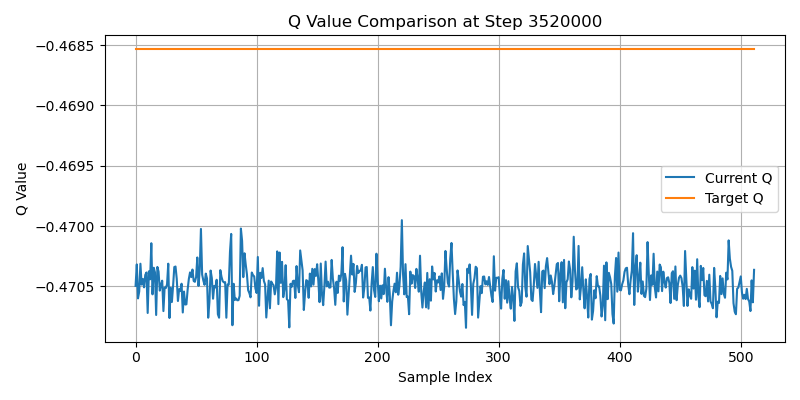 Q Value Comparison at Step 3520000
Q Value
−0.4685
−0.4690
−0.4695
−0.4700
−0.4705
Current Q
Target Q
0
100
200
300
400
500
Sample Index